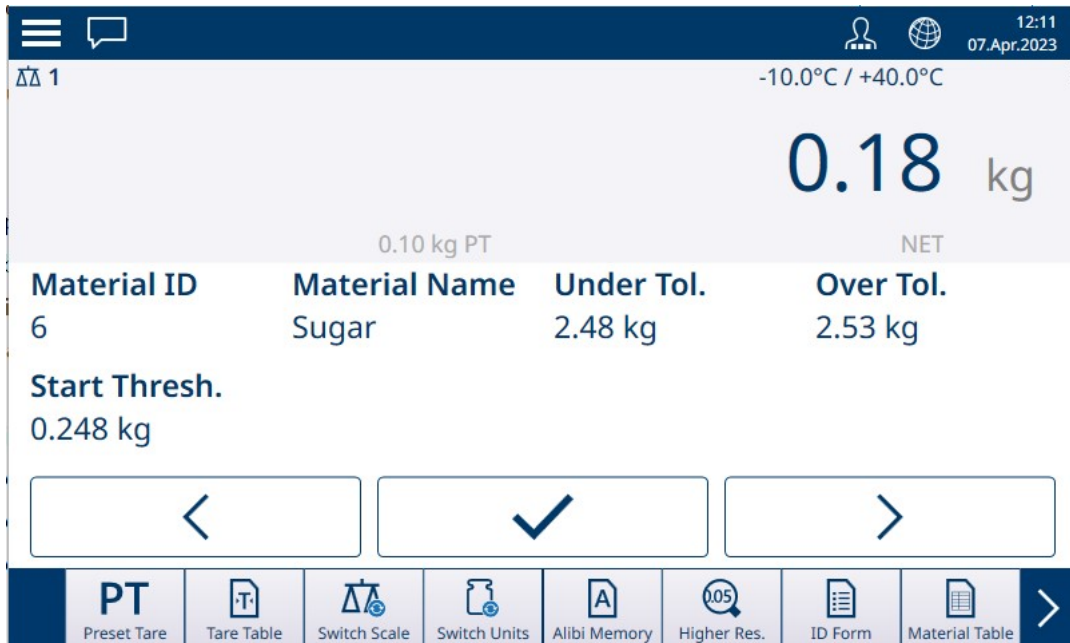 12:11
07.Apr.2023
1
-10.0°C / +40.0°C
0.18 kg
0.10 kg PT NET
Material ID Material Name Under Tol. Over Tol.
6 Sugar 2.48 kg 2.53 kg
Start Thresh.
0.248 kg
PT T A 0.05
Preset Tare Tare Table Switch Scale Switch Units Alibi Memory Higher Res. ID Form Material Table